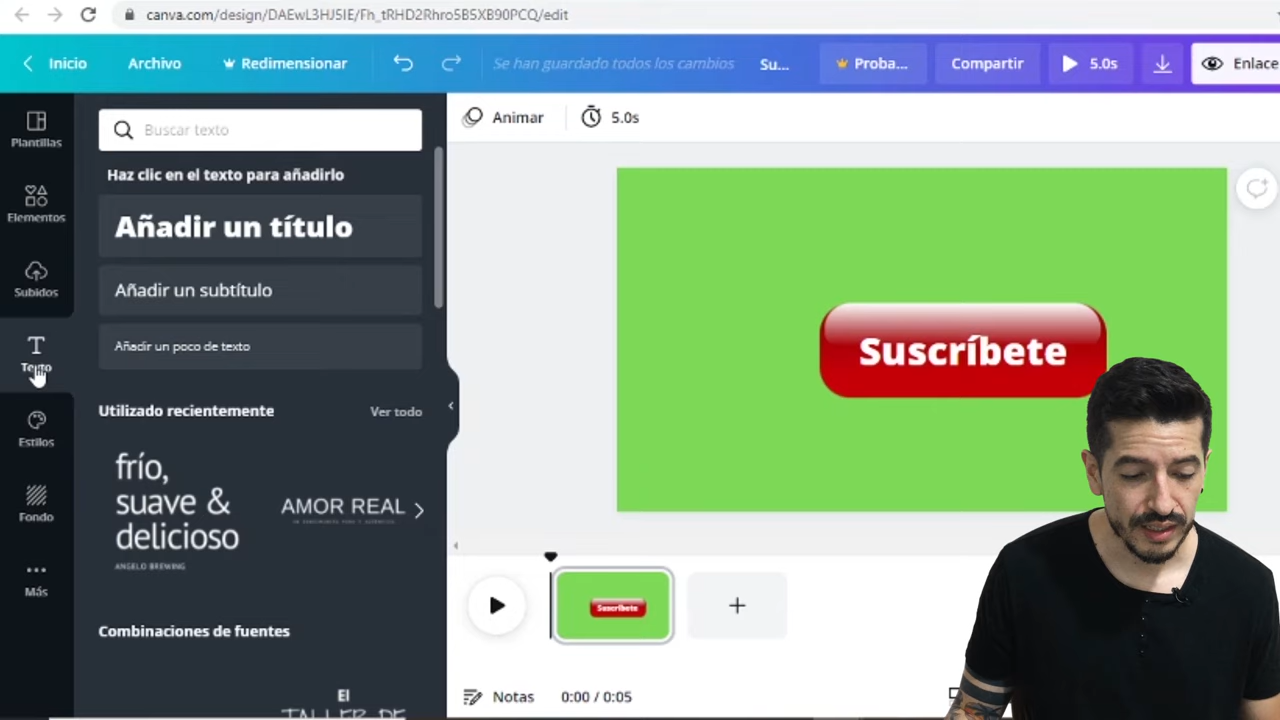 canva.com/design/DAEwL3HJ5IE/Fh_tRHD2Rhro5B5XB90PCQ/edit
Inicio
Archivo
Redimensionar
Se han guardado todos los cambios
Su...
Proba...
Compartir
5.0s
Enlace
Plantillas
Elementos
Subidos
Texto
Estilos
Fondo
Más
Buscar texto
Haz clic en el texto para añadirlo
Añadir un título
Añadir un subtítulo
Añadir un poco de texto
Utilizado recientemente
Ver todo
frío,
suave &
delicioso
ANGELO BREWING
AMOR REAL
Combinaciones de fuentes
El
TALLER DE
Animar
5.0s
Suscríbete
Suscríbete
Notas
0:00 / 0:05